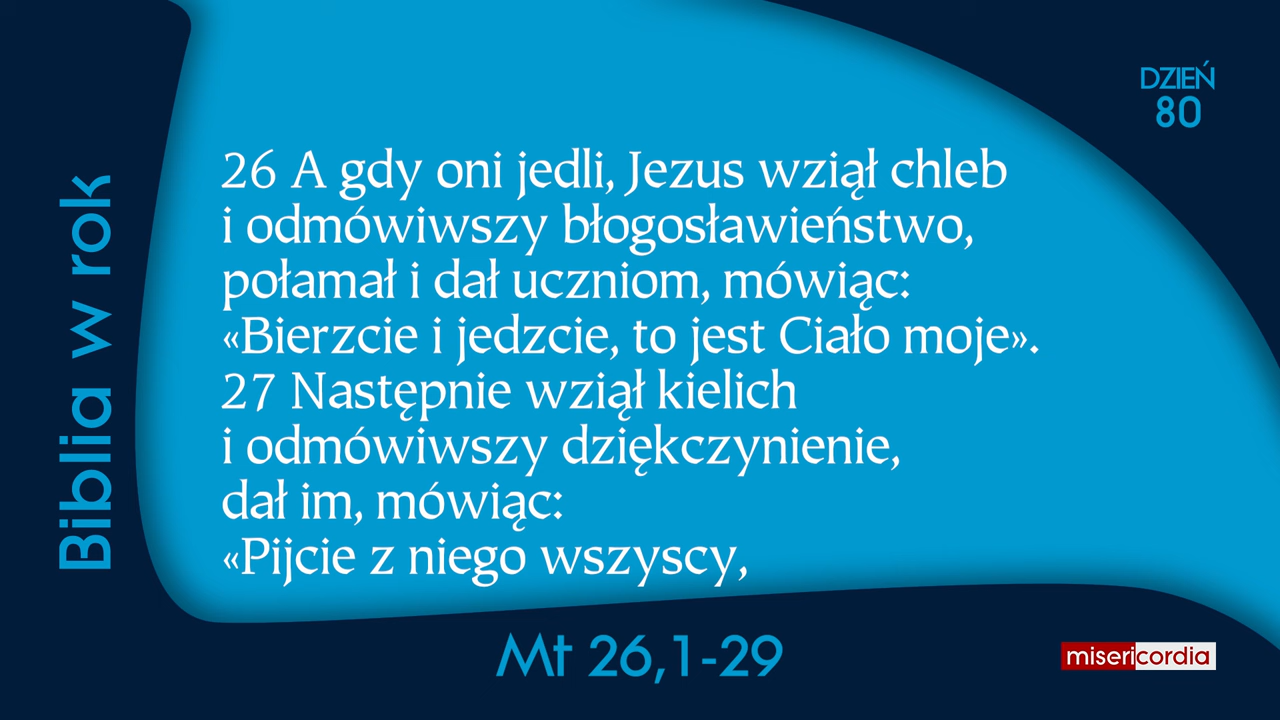 DZIEŃ
80
Biblia w rok
26 A gdy oni jedli, Jezus wziął chleb
i odmówiwszy błogosławieństwo,
połamał i dał uczniom, mówiąc:
«Bierzcie i jedzcie, to jest Ciało moje».
27 Następnie wziął kielich
i odmówiwszy dziękczynienie,
dał im, mówiąc:
«Pijcie z niego wszyscy,
Mt 26,1-29
misericordia